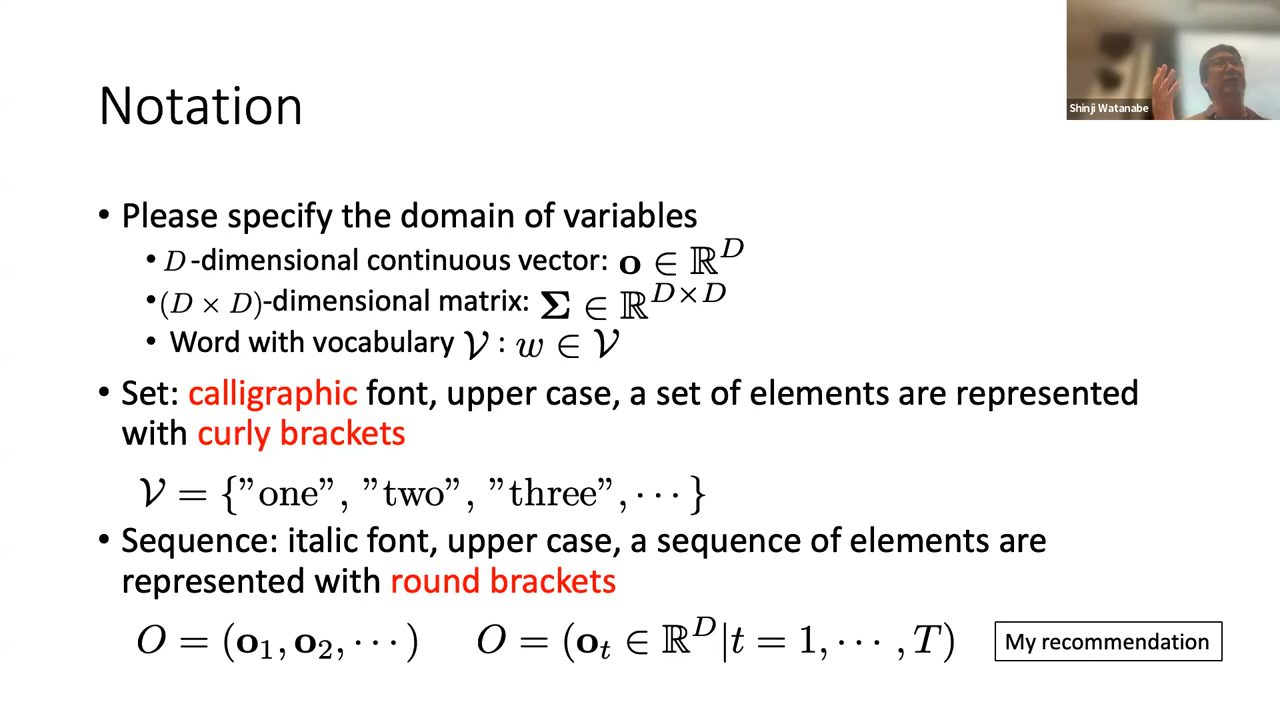 Shinji Watanabe
Notation
• Please specify the domain of variables
• D -dimensional continuous vector: 𝐨 ∈ ℝ^D
• (D × D)-dimensional matrix: 𝚺 ∈ ℝ^{D×D}
• Word with vocabulary 𝒱 : w ∈ 𝒱
• Set: calligraphic font, upper case, a set of elements are represented
with curly brackets
𝒱 = {”one”, ”two”, ”three”, ⋯ }
• Sequence: italic font, upper case, a sequence of elements are
represented with round brackets
O = (𝐨₁, 𝐨₂, ⋯ ) O = (𝐨_t ∈ ℝ^D|t = 1, ⋯ , T)
My recommendation